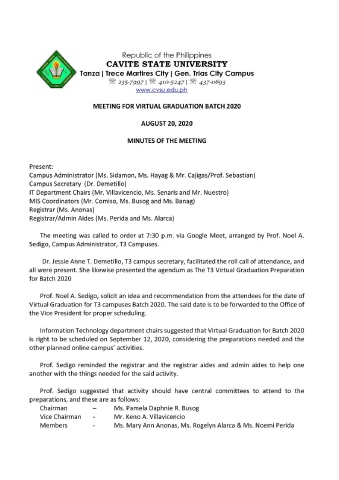 Republic of the Philippines
CAVITE STATE UNIVERSITY
Tanza | Trece Martires City | Gen. Trias City Campus
☏ 235-7997 | ☏ 410-5247 | ☏ 437-0693
www.cvsu.edu.ph
MEETING FOR VIRTUAL GRADUATION BATCH 2020
AUGUST 20, 2020
MINUTES OF THE MEETING
Present:
Campus Administrator (Ms. Sidamon, Ms. Hayag & Mr. Cajigas/Prof. Sebastian)
Campus Secretary (Dr. Demetillo)
IT Department Chairs (Mr. Villavicencio, Ms. Senaris and Mr. Nuestro)
MIS Coordinators (Mr. Comiso, Ms. Busog and Ms. Banag)
Registrar (Ms. Anonas)
Registrar/Admin Aides (Ms. Perida and Ms. Alarca)
The meeting was called to order at 7:30 p.m. via Google Meet, arranged by Prof. Noel A.
Sedigo, Campus Administrator, T3 Campuses.
Dr. Jessie Anne T. Demetillo, T3 campus secretary, facilitated the roll call of attendance, and
all were present. She likewise presented the agendum as The T3 Virtual Graduation Preparation
for Batch 2020
Prof. Noel A. Sedigo, solicit an idea and recommendation from the attendees for the date of
Virtual Graduation for T3 campuses Batch 2020. The said date is to be forwarded to the Office of
the Vice President for proper scheduling.
Information Technology department chairs suggested that Virtual Graduation for Batch 2020
is right to be scheduled on September 12, 2020, considering the preparations needed and the
other planned online campus' activities.
Prof. Sedigo reminded the registrar and the registrar aides and admin aides to help one
another with the things needed for the said activity.
Prof. Sedigo suggested that activity should have central committees to attend to the
preparations, and these are as follows:
Chairman – Ms. Pamela Daphnie R. Busog
Vice Chairman - Mr. Keno A. Villavicencio
Members - Ms. Mary Ann Anonas, Ms. Rogelyn Alarca & Ms. Noemi Perida